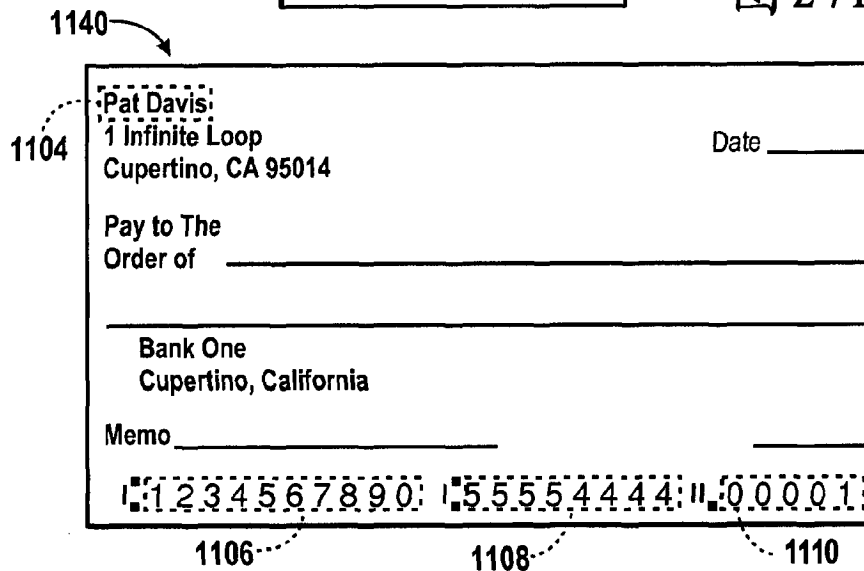 1140
Pat Davis
1104
1 Infinite Loop
Date
Cupertino, CA 95014
Pay to The
Order of
Bank One
Cupertino, California
Memo
1234567890 55554444 00001
1106 1108 1110